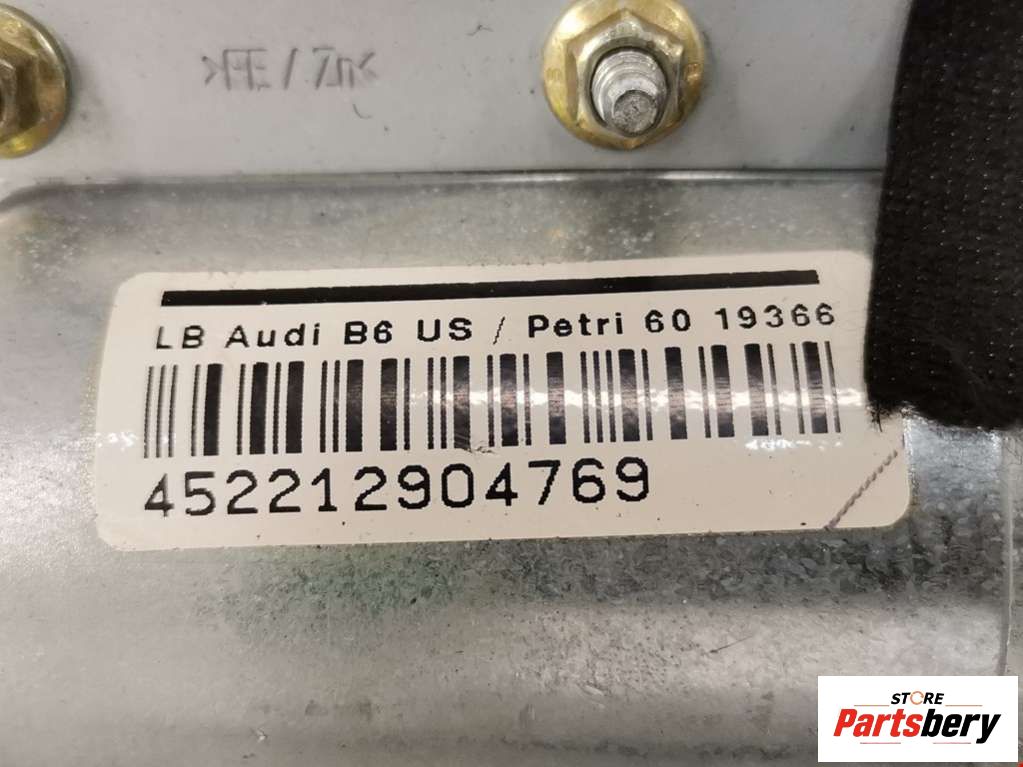 >FE/Zn<
LB Audi B6 US / Petri 60 19366
452212904769
STORE
Partsbery